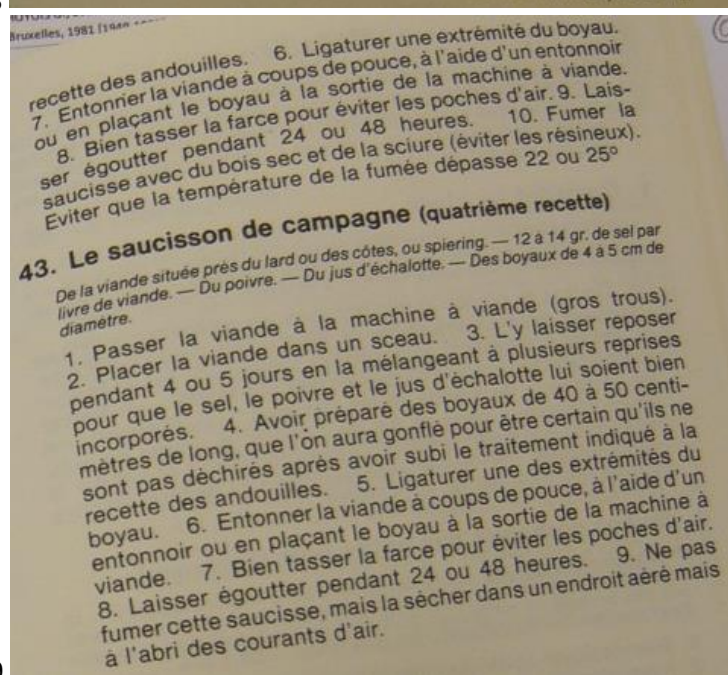 Bruxelles, 1981
recette des andouilles. 6. Ligaturer une extrémité du boyau.
7. Entonner la viande à coups de pouce, à l'aide d'un entonnoir
ou en plaçant le boyau à la sortie de la machine à viande.
8. Bien tasser la farce pour éviter les poches d'air. 9. Lais-
ser égoutter pendant 24 ou 48 heures. 10. Fumer la
saucisse avec du bois sec et de la sciure (éviter les résineux).
Eviter que la température de la fumée dépasse 22 ou 25°
43. Le saucisson de campagne (quatrième recette)
De la viande située près du lard ou des côtes, ou spiering. — 12 à 14 gr. de sel par
livre de viande. — Du poivre. — Du jus d'échalotte. — Des boyaux de 4 à 5 cm de
diamètre.
1. Passer la viande à la machine à viande (gros trous).
2. Placer la viande dans un sceau. 3. L'y laisser reposer
pendant 4 ou 5 jours en la mélangeant à plusieurs reprises
pour que le sel, le poivre et le jus d'échalotte lui soient bien
incorporés. 4. Avoir préparé des boyaux de 40 à 50 centi-
mètres de long, que l'on aura gonflé pour être certain qu'ils ne
sont pas déchirés après avoir subi le traitement indiqué à la
recette des andouilles. 5. Ligaturer une des extrémités du
boyau. 6. Entonner la viande à coups de pouce, à l'aide d'un
entonnoir ou en plaçant le boyau à la sortie de la machine à
viande. 7. Bien tasser la farce pour éviter les poches d'air.
8. Laisser égoutter pendant 24 ou 48 heures. 9. Ne pas
fumer cette saucisse, mais la sécher dans un endroit aéré mais
à l'abri des courants d'air.